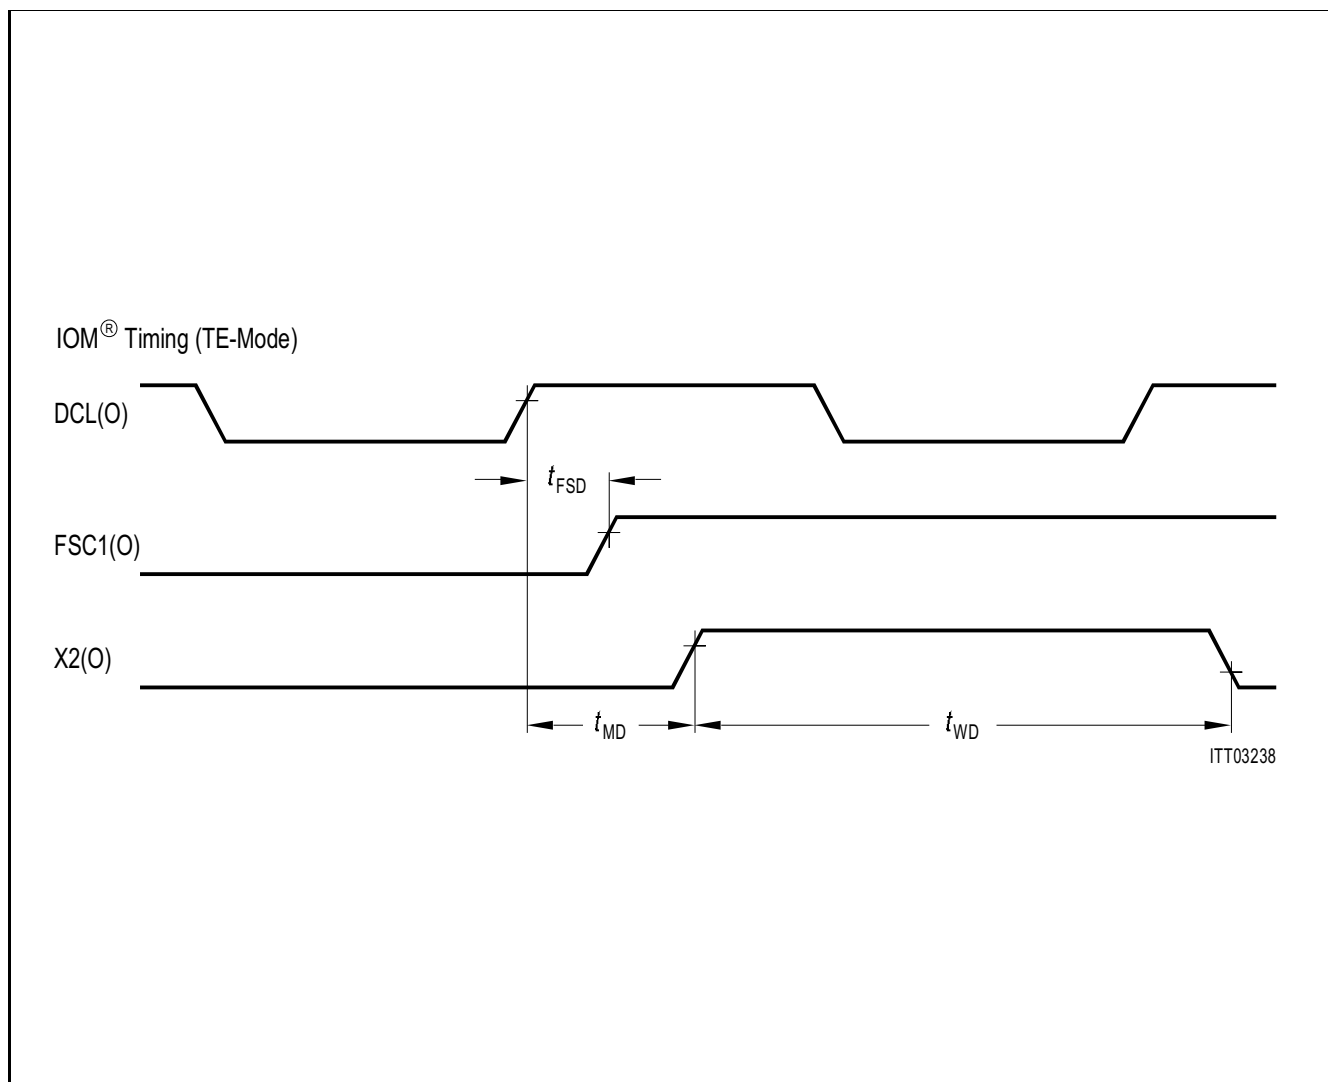 IOM® Timing (TE-Mode)
DCL(O)
tFSD
FSC1(O)
X2(O)
tMD
tWD
ITT03238